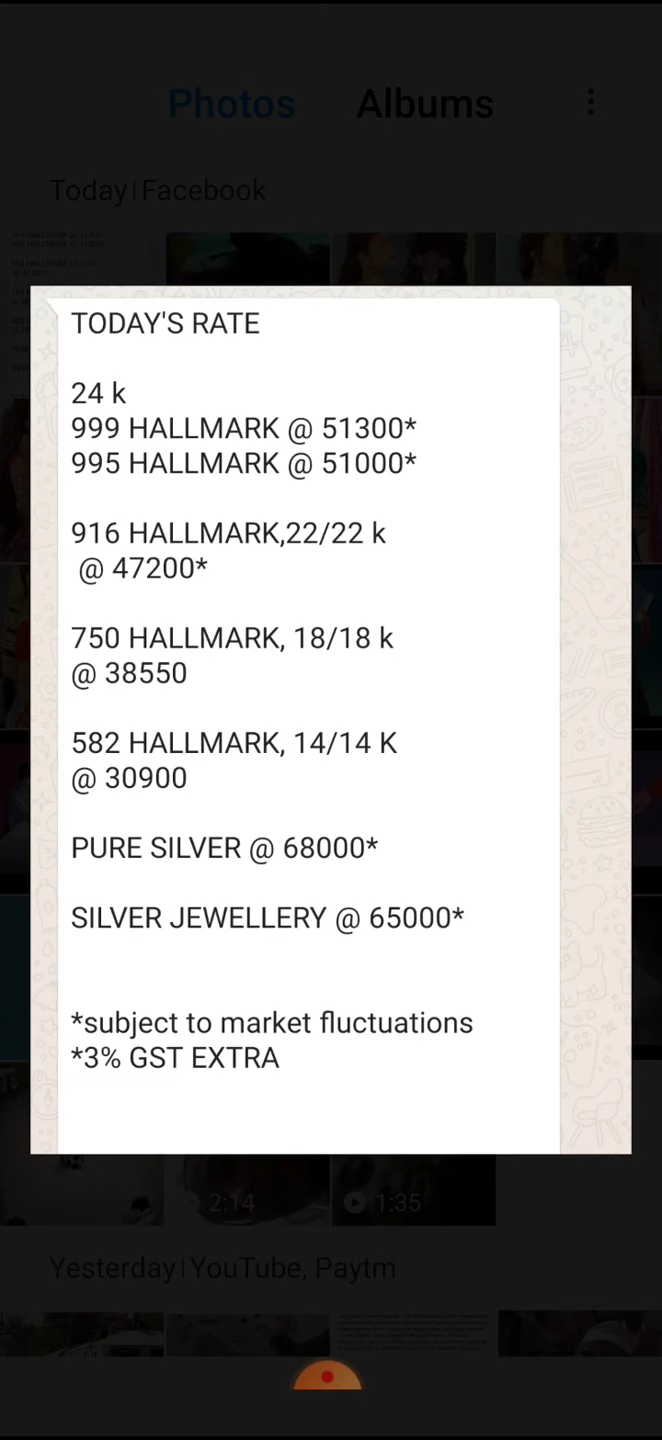 Photos Albums
Today|Facebook
TODAY'S RATE
24 k
999 HALLMARK @ 51300*
995 HALLMARK @ 51000*
916 HALLMARK,22/22 k
@ 47200*
750 HALLMARK, 18/18 k
@ 38550
582 HALLMARK, 14/14 K
@ 30900
PURE SILVER @ 68000*
SILVER JEWELLERY @ 65000*
*subject to market fluctuations
*3% GST EXTRA
2:14 1:35
Yesterday|YouTube, Paytm